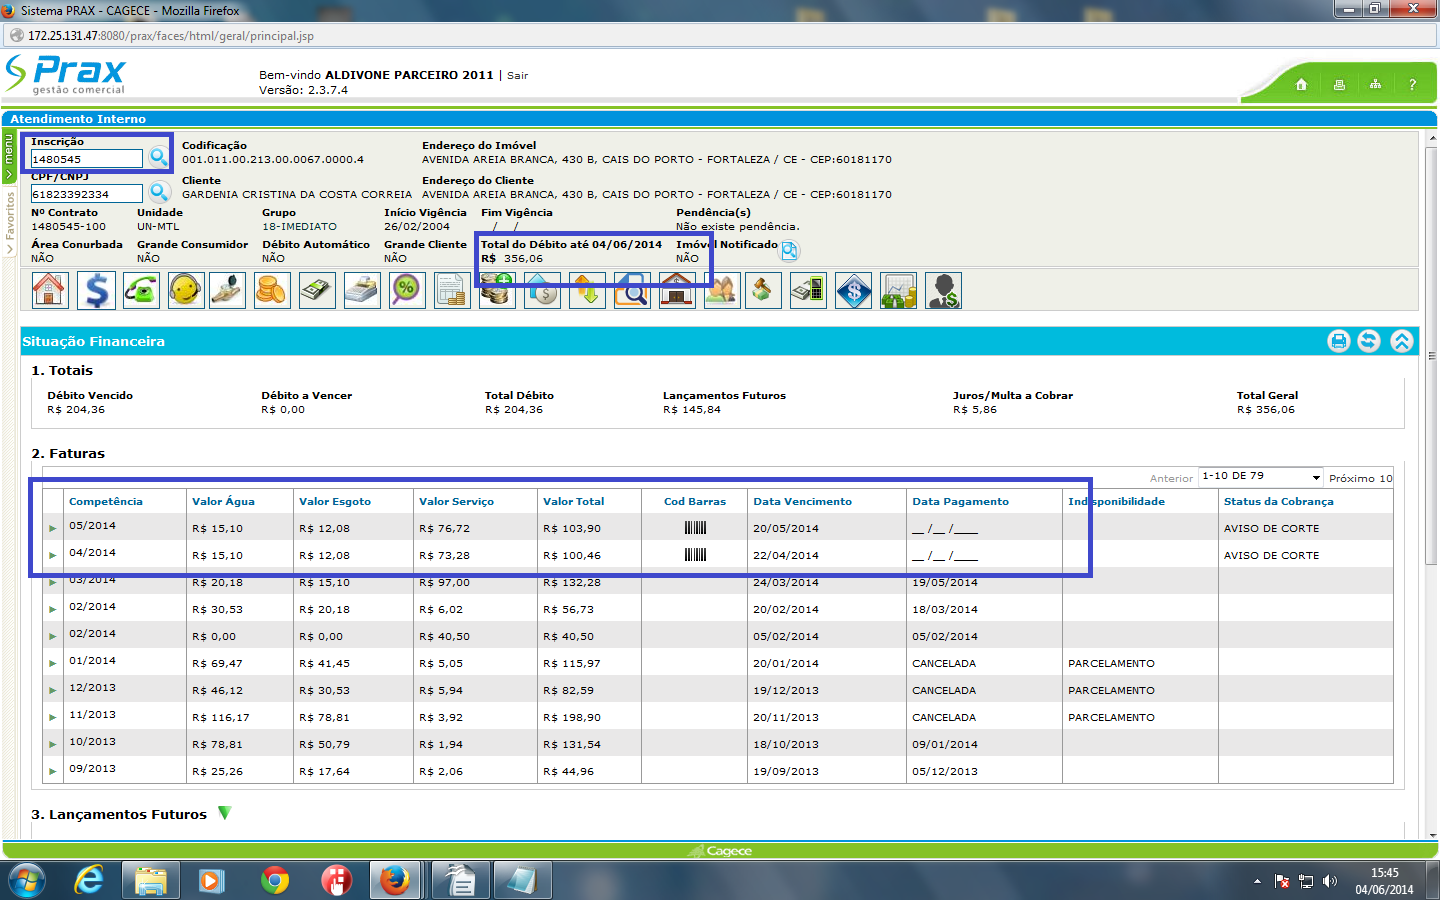 Sistema PRAX - CAGECE - Mozilla Firefox
172.25.131.47:8080/prax/faces/html/geral/principal.jsp
Prax
gestão comercial
Bem-vindo ALDIVONE PARCEIRO 2011 | Sair
Versão: 2.3.7.4
?
Atendimento Interno
menu
Favoritos
Inscrição
1480545
Codificação
001.011.00.213.00.0067.0000.4
Endereço do Imóvel
AVENIDA AREIA BRANCA, 430 B, CAIS DO PORTO - FORTALEZA / CE - CEP:60181170
CPF/CNPJ
61823392334
Cliente
GARDENIA CRISTINA DA COSTA CORREIA
Endereço do Cliente
AVENIDA AREIA BRANCA, 430 B, CAIS DO PORTO - FORTALEZA / CE - CEP:60181170
Nº Contrato Unidade Grupo Início Vigência Fim Vigência Pendência(s)
1480545-100 UN-MTL 18-IMEDIATO 26/02/2004 __/__/__ Não existe pendência.
Área Conurbada Grande Consumidor Débito Automático Grande Cliente Total do Débito até 04/06/2014 Imóvel Notificado
NÃO NÃO NÃO NÃO R$ 356,06 NÃO
Situação Financeira
1. Totais
Débito Vencido Débito a Vencer Total Débito Lançamentos Futuros Juros/Multa a Cobrar Total Geral
R$ 204,36 R$ 0,00 R$ 204,36 R$ 145,84 R$ 5,86 R$ 356,06
2. Faturas
Anterior 1-10 DE 79 Próximo 10
Competência Valor Água Valor Esgoto Valor Serviço Valor Total Cod Barras Data Vencimento Data Pagamento Indisponibilidade Status da Cobrança
05/2014 R$ 15,10 R$ 12,08 R$ 76,72 R$ 103,90 20/05/2014 __ /__ /____ AVISO DE CORTE
04/2014 R$ 15,10 R$ 12,08 R$ 73,28 R$ 100,46 22/04/2014 __ /__ /____ AVISO DE CORTE
03/2014 R$ 20,18 R$ 15,10 R$ 97,00 R$ 132,28 24/03/2014 19/05/2014
02/2014 R$ 30,53 R$ 20,18 R$ 6,02 R$ 56,73 20/02/2014 18/03/2014
02/2014 R$ 0,00 R$ 0,00 R$ 40,50 R$ 40,50 05/02/2014 05/02/2014
01/2014 R$ 69,47 R$ 41,45 R$ 5,05 R$ 115,97 20/01/2014 CANCELADA PARCELAMENTO
12/2013 R$ 46,12 R$ 30,53 R$ 5,94 R$ 82,59 19/12/2013 CANCELADA PARCELAMENTO
11/2013 R$ 116,17 R$ 78,81 R$ 3,92 R$ 198,90 20/11/2013 CANCELADA PARCELAMENTO
10/2013 R$ 78,81 R$ 50,79 R$ 1,94 R$ 131,54 18/10/2013 09/01/2014
09/2013 R$ 25,26 R$ 17,64 R$ 2,06 R$ 44,96 19/09/2013 05/12/2013
3. Lançamentos Futuros
Cagece
15:45
04/06/2014